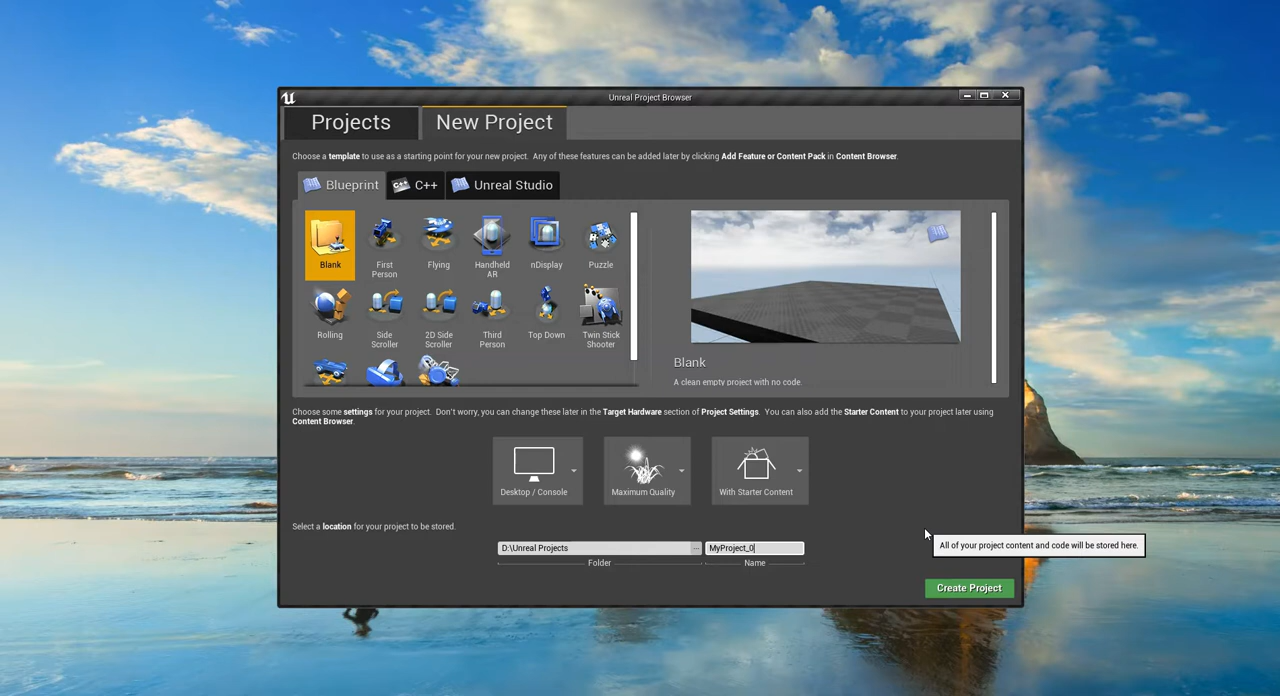 Unreal Project Browser
Projects
New Project
Choose a template to use as a starting point for your new project. Any of these features can be added later by clicking Add Feature or Content Pack in Content Browser.
Blueprint
C++
Unreal Studio
Blank
First
Person
Flying
Handheld
AR
nDisplay
Puzzle
Rolling
Side
Scroller
2D Side
Scroller
Third
Person
Top Down
Twin Stick
Shooter
Blank
A clean empty project with no code.
Choose some settings for your project. Don't worry, you can change these later in the Target Hardware section of Project Settings. You can also add the Starter Content to your project later using
Content Browser.
Desktop / Console
Maximum Quality
With Starter Content
Select a location for your project to be stored.
D:\Unreal Projects
...
MyProject_0
Folder
Name
All of your project content and code will be stored here.
Create Project